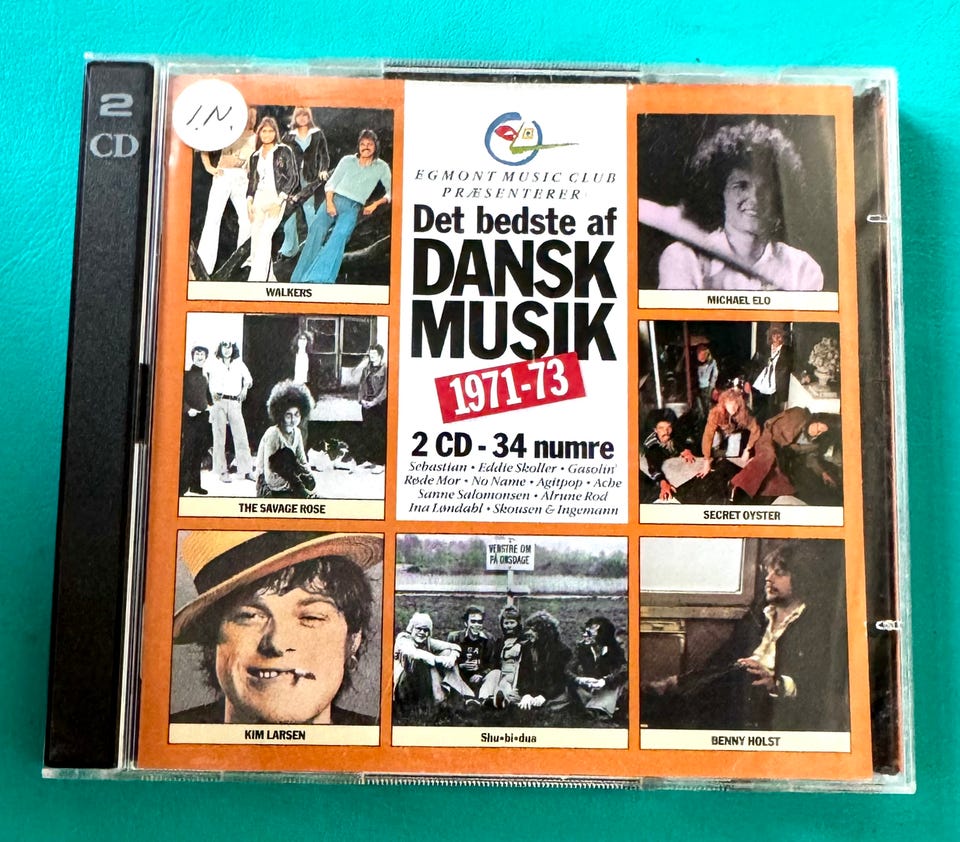 2
CD
I.N.
EGMONT MUSIC CLUB
PRÆSENTERER
Det bedste af
DANSK
MUSIK
1971-73
2 CD - 34 numre
Sebastian • Eddie Skoller • Gasolin'
Røde Mor • No Name • Agitpop • Ache
Sanne Salomonsen • Alrune Rod
Ina Løndahl • Skousen & Ingemann
WALKERS
MICHAEL ELO
THE SAVAGE ROSE
SECRET OYSTER
VENSTRE OM
PÅ ONSDAGE
KIM LARSEN
Shu•bi•dua
BENNY HOLST